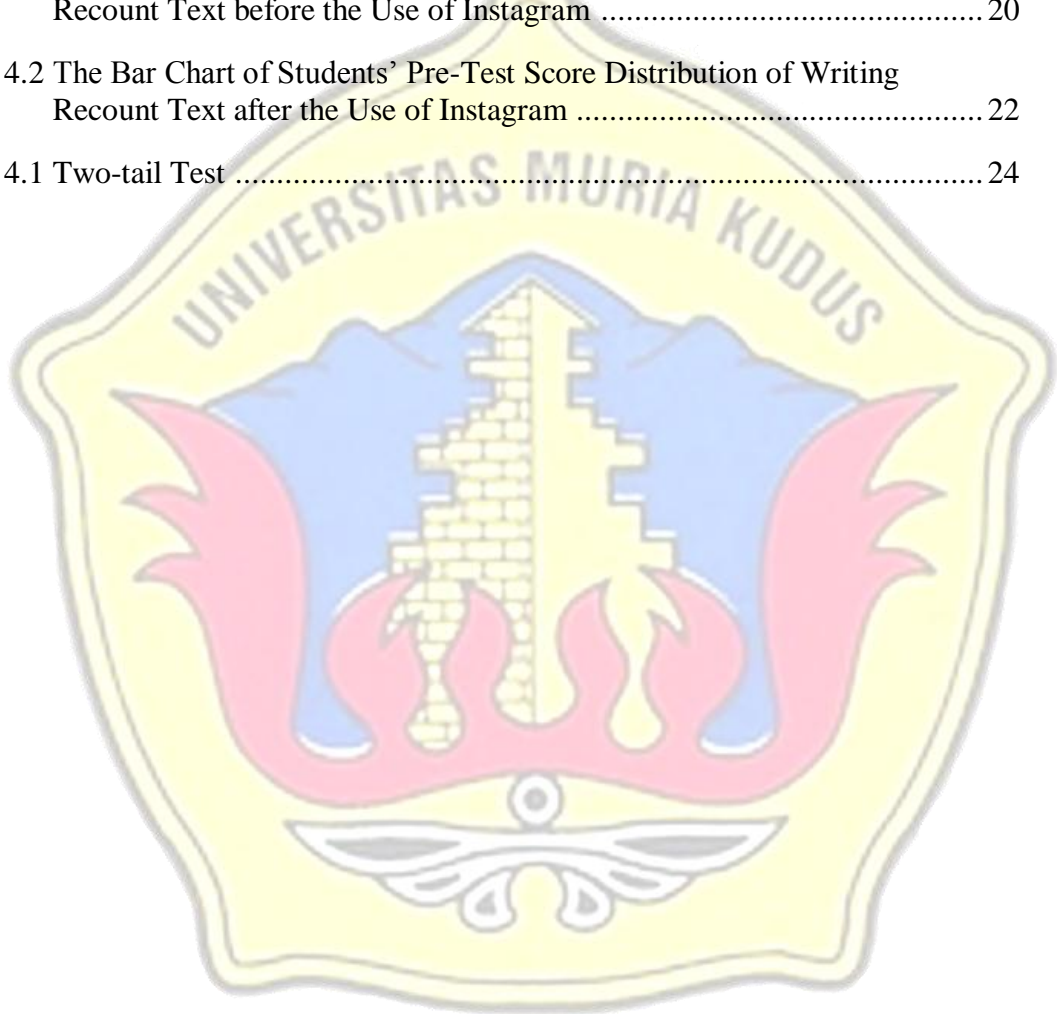 Recount Text before the Use of Instagram .......................................... 20
4.2 The Bar Chart of Students’ Pre-Test Score Distribution of Writing
Recount Text after the Use of Instagram ............................................. 22
4.1 Two-tail Test ........................................................................................ 24
UNIVERSITAS MURIA KUDUS